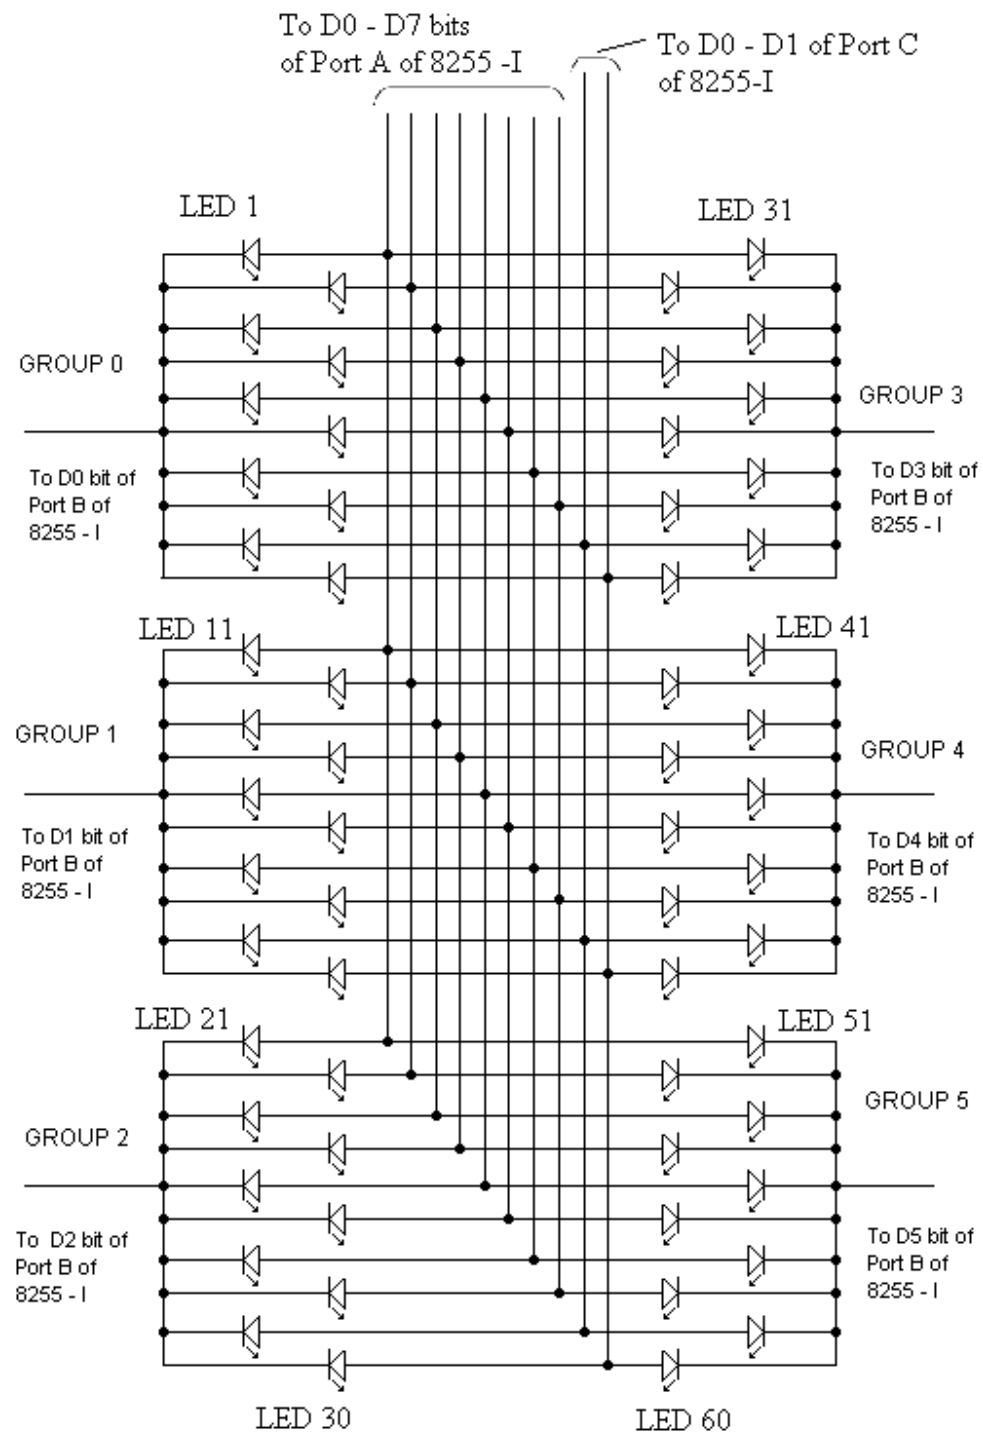 To D0 - D7 bits
of Port A of 8255 -I
To D0 - D1 of Port C
of 8255-I
LED 1
LED 31
GROUP 0
GROUP 3
To D0 bit of
Port B of
8255 - I
To D3 bit of
Port B of
8255 - I
LED 11
LED 41
GROUP 1
GROUP 4
To D1 bit of
Port B of
8255 - I
To D4 bit of
Port B of
8255 - I
LED 21
LED 51
GROUP 2
GROUP 5
To D2 bit of
Port B of
8255 - I
To D5 bit of
Port B of
8255 - I
LED 30
LED 60